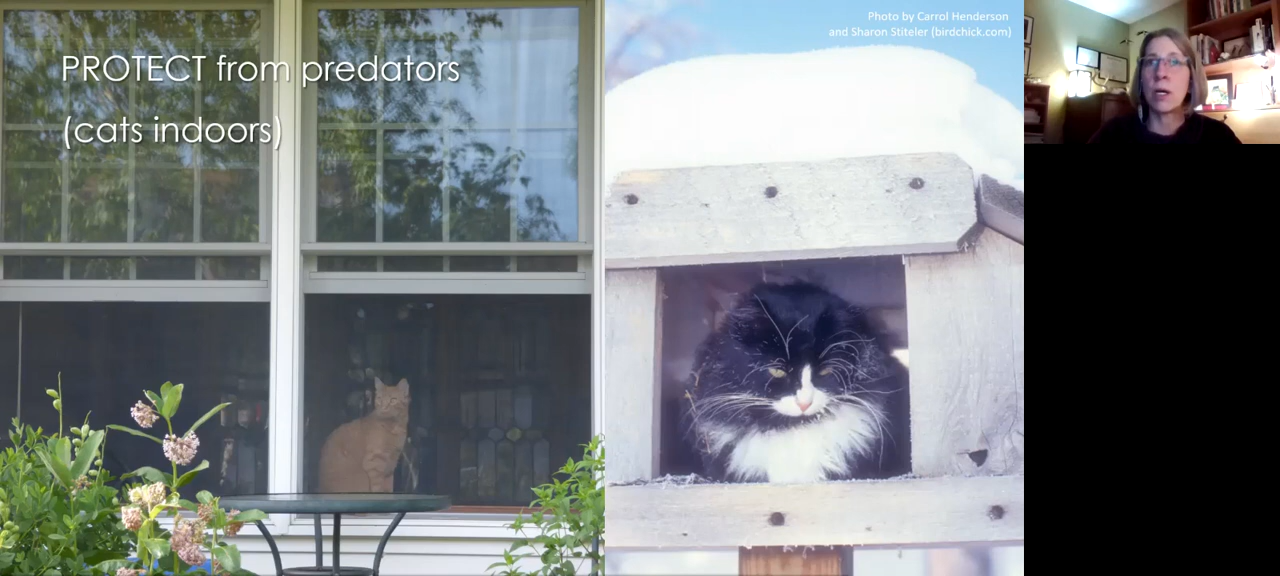 PROTECT from predators
(cats indoors)
Photo by Carrol Henderson
and Sharon Stiteler (birdchick.com)